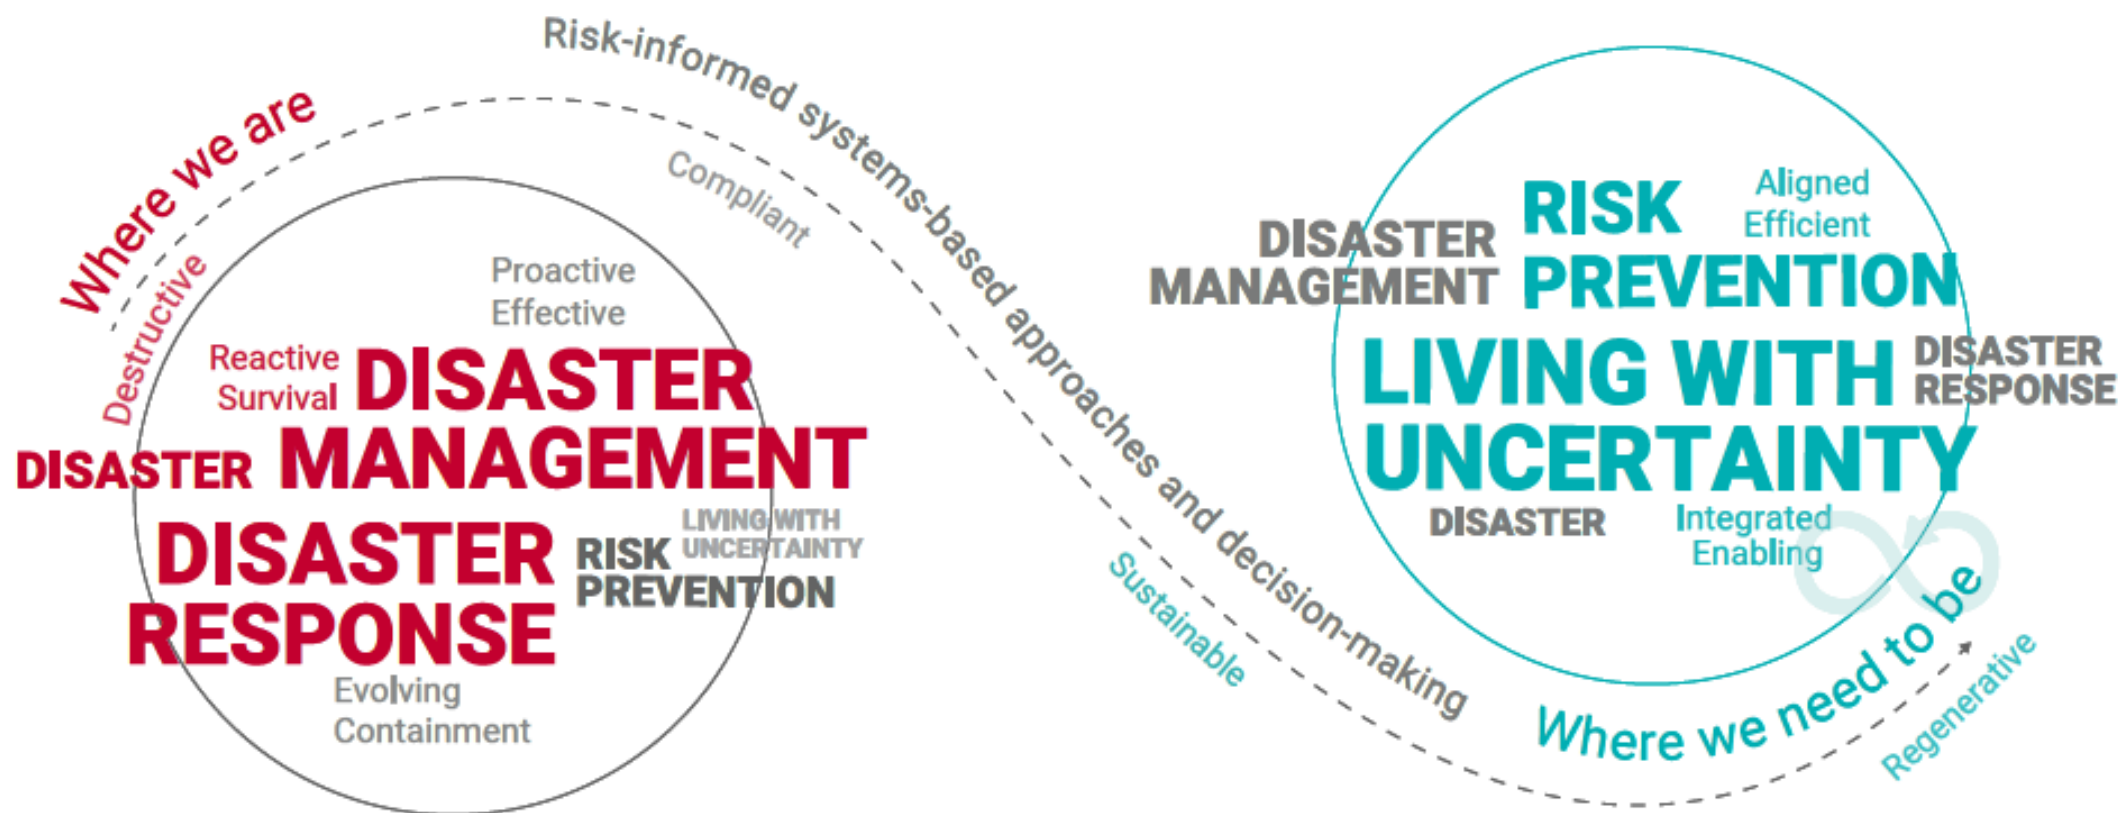 Where we are
Destructive
Risk-informed systems-based approaches and decision-making
Compliant
Proactive
Effective
Reactive
Survival
DISASTER
MANAGEMENT
DISASTER
DISASTER
RESPONSE
LIVING WITH
UNCERTAINTY
RISK
PREVENTION
Evolving
Containment
Sustainable
DISASTER
MANAGEMENT
RISK
PREVENTION
Aligned
Efficient
LIVING WITH
UNCERTAINTY
DISASTER
RESPONSE
DISASTER
Integrated
Enabling
Where we need to be
Regenerative